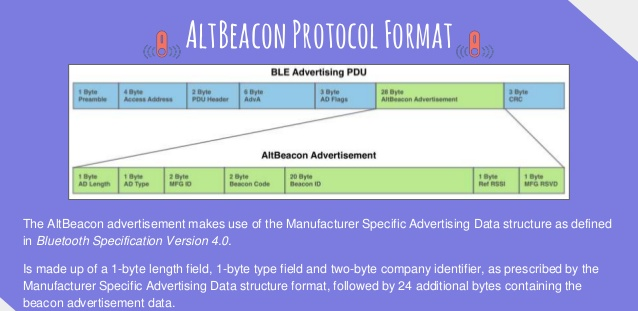 AltBeacon Protocol Format
BLE Advertising PDU
1 Byte 4 Byte 2 Byte 6 Byte 3 Byte 28 Byte 3 Byte
Preamble Access Address PDU Header AdvA AD Flags AltBeacon Advertisement CRC
AltBeacon Advertisement
1 Byte 1 Byte 2 Byte 2 Byte 20 Byte 1 Byte 1 Byte
AD Length AD Type MFG ID Beacon Code Beacon ID Ref RSSI MFG RSVD
The AltBeacon advertisement makes use of the Manufacturer Specific Advertising Data structure as defined
in Bluetooth Specification Version 4.0.
Is made up of a 1-byte length field, 1-byte type field and two-byte company identifier, as prescribed by the
Manufacturer Specific Advertising Data structure format, followed by 24 additional bytes containing the
beacon advertisement data.